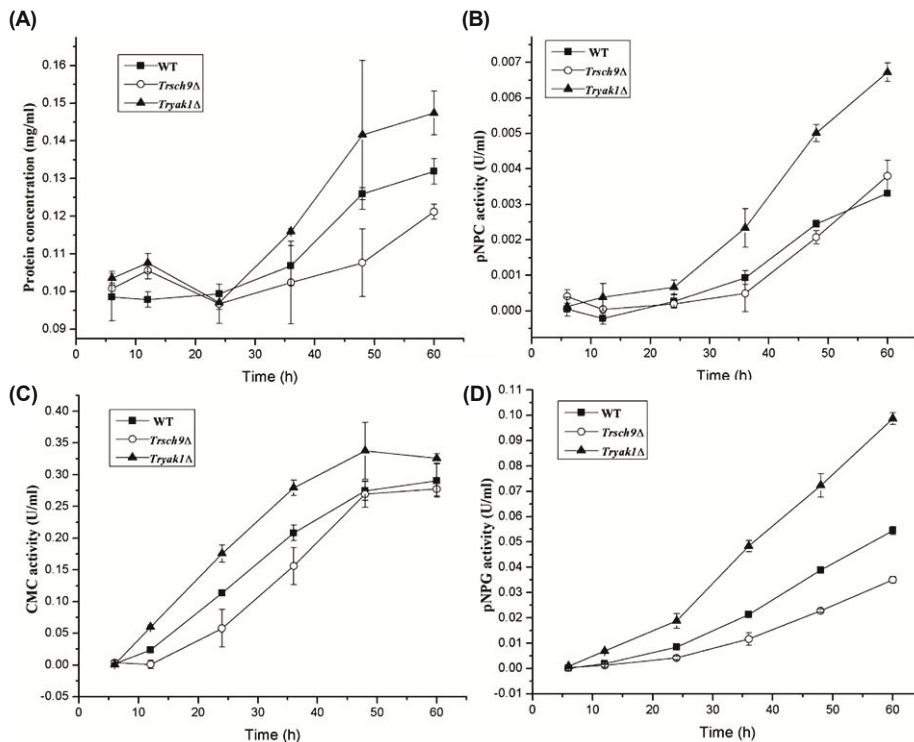 (A)
Protein concentration (mg/ml)
0.16
0.15
0.14
0.13
0.12
0.11
0.10
0.09
WT
Trsch9Δ
Tryak1Δ
0 10 20 30 40 50 60
Time (h)
(B)
pNPC activity (U/ml)
0.007
0.006
0.005
0.004
0.003
0.002
0.001
0.000
WT
Trsch9Δ
Tryak1Δ
0 10 20 30 40 50 60
Time (h)
(C)
CMC activity (U/ml)
0.40
0.35
0.30
0.25
0.20
0.15
0.10
0.05
0.00
-0.05
WT
Trsch9Δ
Tryak1Δ
0 10 20 30 40 50 60
Time (h)
(D)
pNPG activity (U/ml)
0.11
0.10
0.09
0.08
0.07
0.06
0.05
0.04
0.03
0.02
0.01
0.00
-0.01
WT
Trsch9Δ
Tryak1Δ
0 10 20 30 40 50 60
Time (h)